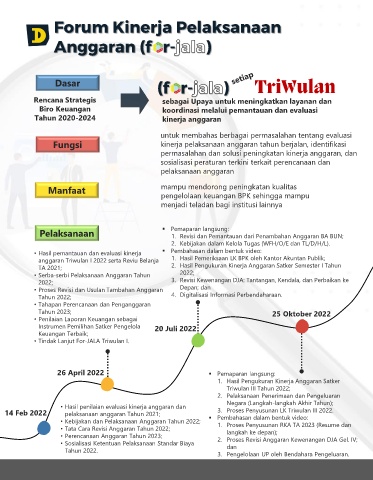 D
Forum Kinerja Pelaksanaan
Anggaran (for-jala)
Dasar
Rencana Strategis
Biro Keuangan
Tahun 2020-2024
(for-jala) setiap TriWulan
sebagai Upaya untuk meningkatkan layanan dan
koordinasi melalui pemantauan dan evaluasi
kinerja anggaran
Fungsi
untuk membahas berbagai permasalahan tentang evaluasi
kinerja pelaksanaan anggaran tahun berjalan, identifikasi
permasalahan dan solusi peningkatan kinerja anggaran, dan
sosialisasi peraturan terkini terkait perencanaan dan
pelaksanaan anggaran
Manfaat
mampu mendorong peningkatan kualitas
pengelolaan keuangan BPK sehingga mampu
menjadi teladan bagi institusi lainnya
Pelaksanaan
• Hasil pemantauan dan evaluasi kinerja
anggaran Triwulan I 2022 serta Reviu Belanja
TA 2021;
• Serba-serbi Pelaksanaan Anggaran Tahun
2022;
• Proses Revisi dan Usulan Tambahan Anggaran
Tahun 2022;
• Tahapan Perencanaan dan Penganggaran
Tahun 2023;
• Penilaian Laporan Keuangan sebagai
Instrumen Pemilihan Satker Pengelola
Keuangan Terbaik;
• Tindak Lanjut For-JALA Triwulan I.
• Pemaparan langsung:
1. Revisi dan Pemantauan dari Penambahan Anggaran BA BUN;
2. Kebijakan dalam Kelola Tugas (WFH/O/E dan TL/D/H/L).
• Pembahasan dalam bentuk video:
1. Hasil Pemeriksaan LK BPK oleh Kantor Akuntan Publik;
2. Hasil Pengukuran Kinerja Anggaran Satker Semester I Tahun
2022;
3. Revisi Kewenangan DJA: Tantangan, Kendala, dan Perbaikan ke
Depan; dan
4. Digitalisasi Informasi Perbendaharaan.
25 Oktober 2022
20 Juli 2022
26 April 2022
14 Feb 2022
• Hasil penilaian evaluasi kinerja anggaran dan
pelaksanaan anggaran Tahun 2021;
• Kebijakan dan Pelaksanaan Anggaran Tahun 2022;
• Tata Cara Revisi Anggaran Tahun 2022;
• Perencanaan Anggaran Tahun 2023;
• Sosialisasi Ketentuan Pelaksanaan Standar Biaya
Tahun 2022.
• Pemaparan langsung:
1. Hasil Pengukuran Kinerja Anggaran Satker
Triwulan III Tahun 2022;
2. Pelaksanaan Penerimaan dan Pengeluaran
Negara (Langkah-langkah Akhir Tahun);
3. Proses Penyusunan LK Triwulan III 2022.
• Pembahasan dalam bentuk video:
1. Proses Penyusunan RKA TA 2023 (Resume dan
langkah ke depan);
2. Proses Revisi Anggaran Kewenangan DJA Gel. IV;
dan
3. Pengelolaan UP oleh Bendahara Pengeluaran.